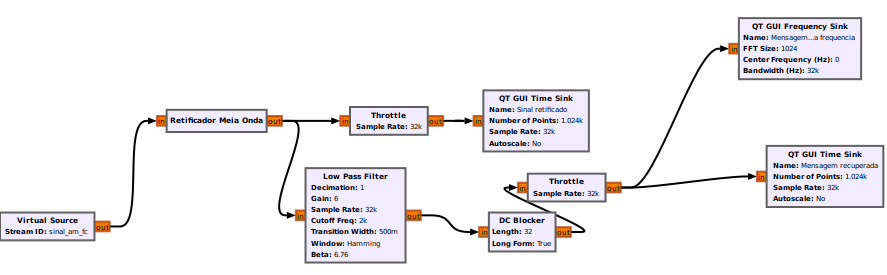 QT GUI Frequency Sink
Name: Mensagem...a frequencia
FFT Size: 1024
Center Frequency (Hz): 0
Bandwidth (Hz): 32k
in
in
Retificador Meia Onda
out
in
Throttle
Sample Rate: 32k
out
in
QT GUI Time Sink
Name: Sinal retificado
Number of Points: 1.024k
Sample Rate: 32k
Autoscale: No
in
Low Pass Filter
Decimation: 1
Gain: 6
Sample Rate: 32k
Cutoff Freq: 2k
Transition Width: 500m
Window: Hamming
Beta: 6.76
out
in
Throttle
Sample Rate: 32k
out
in
QT GUI Time Sink
Name: Mensagem recuperada
Number of Points: 1.024k
Sample Rate: 32k
Autoscale: No
Virtual Source
Stream ID: sinal_am_fc
out
in
DC Blocker
Length: 32
Long Form: True
out